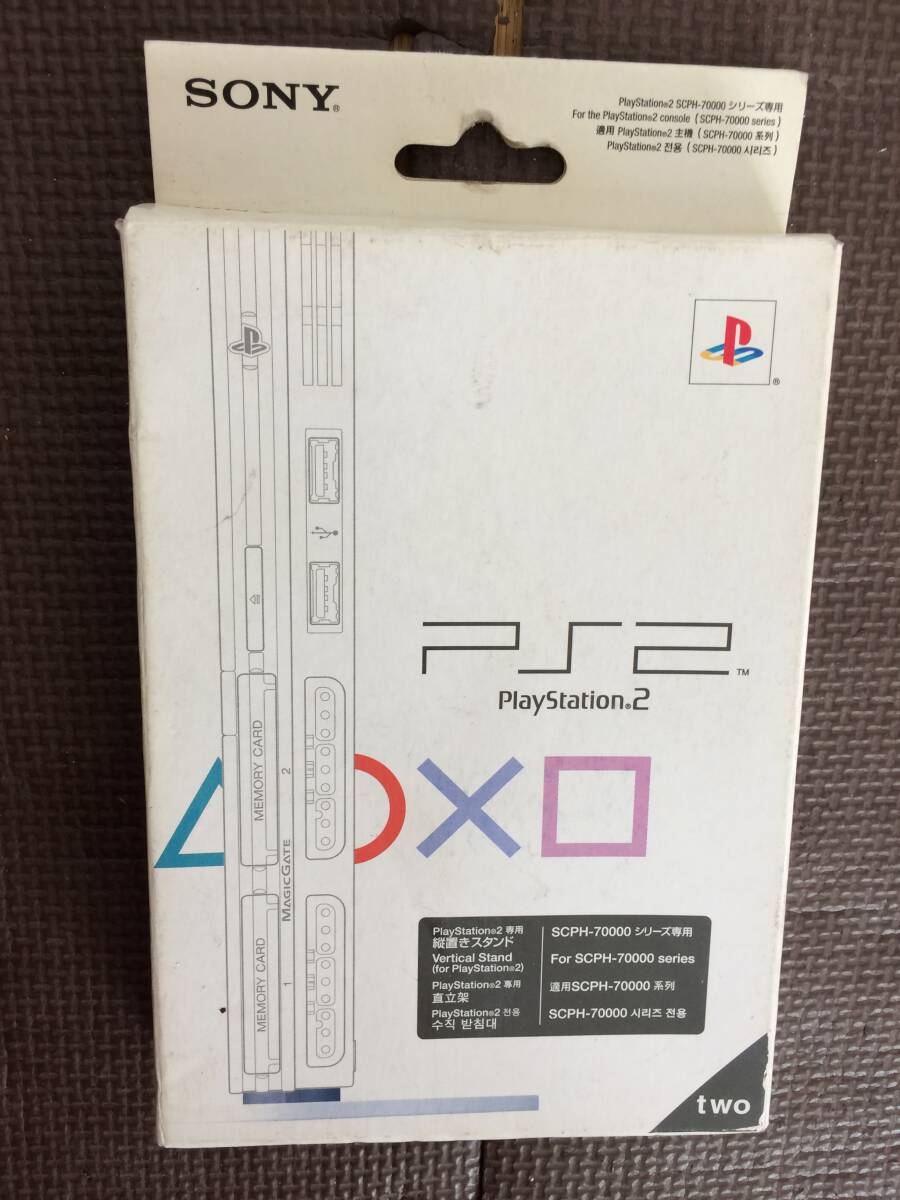 SONY®
PlayStation®2 SCPH-70000 シリーズ専用
For the PlayStation®2 console ( SCPH-70000 series )
適用 PlayStation®2 主機 ( SCPH-70000 系列 )
PlayStation®2 전용 ( SCPH-70000 시리즈 )
®
PS2™
PlayStation®2
MEMORY CARD
2
MAGICGATE
MEMORY CARD
1
PlayStation®2 専用
縦置きスタンド
Vertical Stand
(for PlayStation®2)
PlayStation®2 專用
直立架
PlayStation®2 전용
수직 받침대
SCPH-70000 シリーズ専用
For SCPH-70000 series
適用SCPH-70000 系列
SCPH-70000 시리즈 전용
two